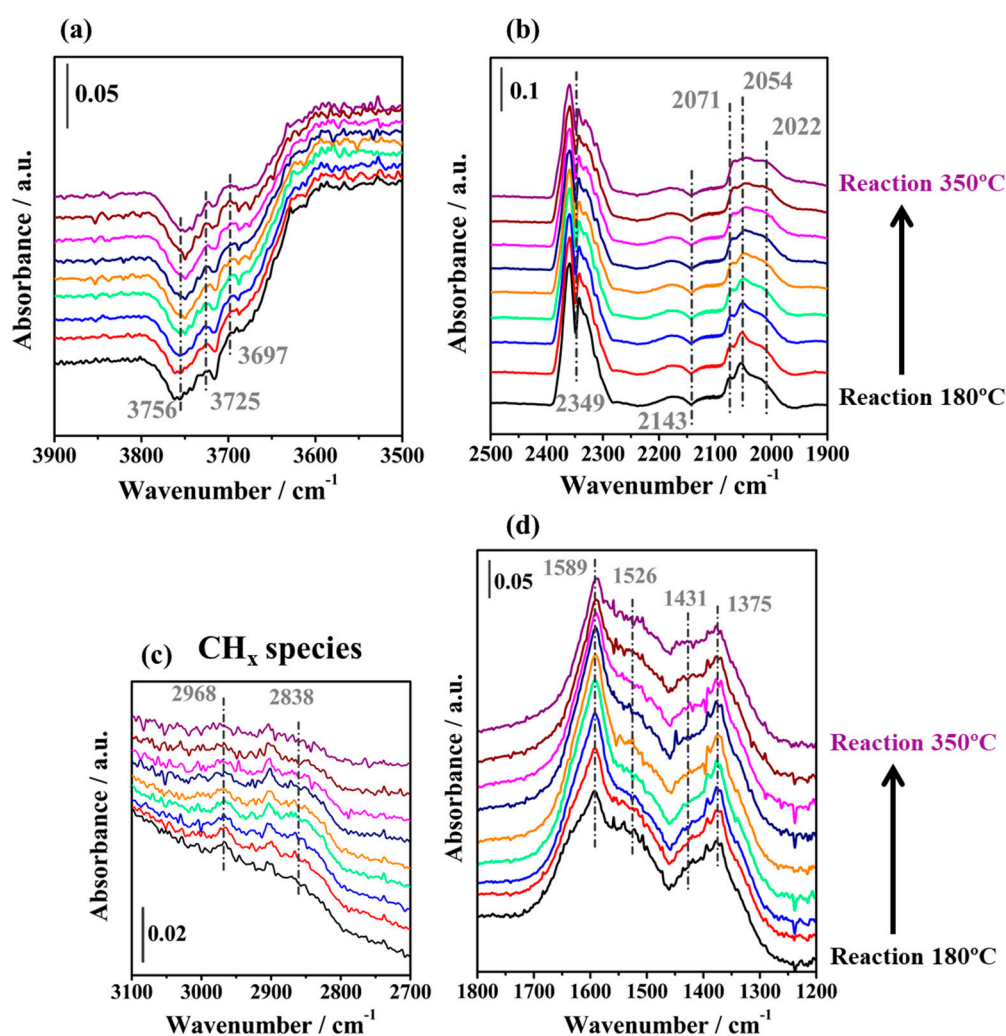 (a)
0.05
3756
3725
3697
Absorbance / a.u.
3900 3800 3700 3600 3500
Wavenumber / cm⁻¹
(b)
0.1
2071
2054
2022
2349
2143
Absorbance / a.u.
2500 2400 2300 2200 2100 2000 1900
Wavenumber / cm⁻¹
Reaction 350ºC
Reaction 180ºC
(c) CHₓ species
2968
2838
0.02
Absorbance / a.u.
3100 3000 2900 2800 2700
Wavenumber / cm⁻¹
(d)
0.05
1589
1526
1431
1375
Absorbance / a.u.
1800 1700 1600 1500 1400 1300 1200
Wavenumber / cm⁻¹
Reaction 350ºC
Reaction 180ºC